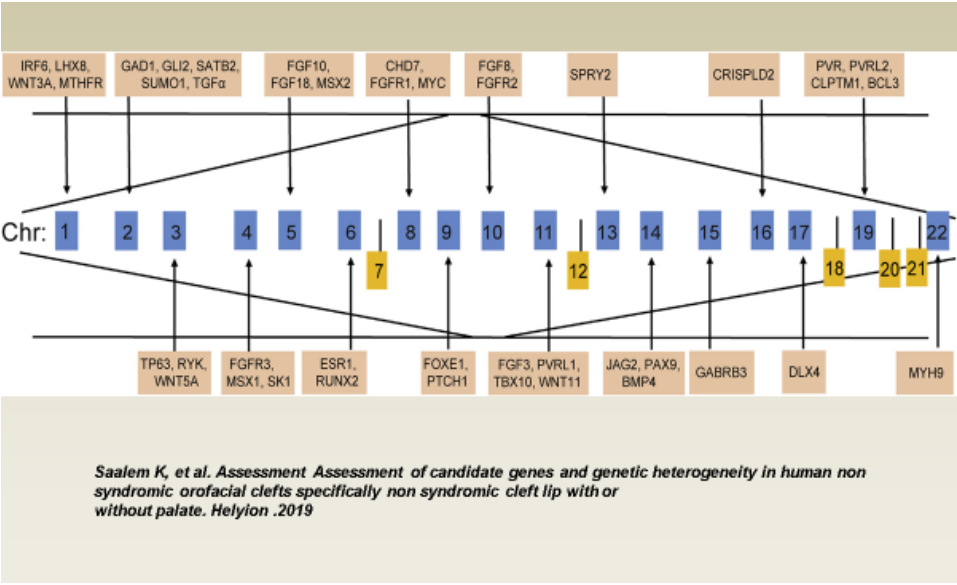 IRF6, LHX8,
WNT3A, MTHFR
GAD1, GLI2, SATB2,
SUMO1, TGFα
FGF10,
FGF18, MSX2
CHD7,
FGFR1, MYC
FGF8,
FGFR2
SPRY2
CRISPLD2
PVR, PVRL2,
CLPTM1, BCL3
Chr: 1 2 3 4 5 6 8 9 10 11 13 14 15 16 17 19 22
7 12 18 20 21
TP63, RYK,
WNT5A
FGFR3,
MSX1, SK1
ESR1,
RUNX2
FOXE1,
PTCH1
FGF3, PVRL1,
TBX10, WNT11
JAG2, PAX9,
BMP4
GABRB3
DLX4
MYH9
Saalem K, et al. Assessment Assessment of candidate genes and genetic heterogeneity in human non
syndromic orofacial clefts specifically non syndromic cleft lip with or
without palate. Helyion .2019